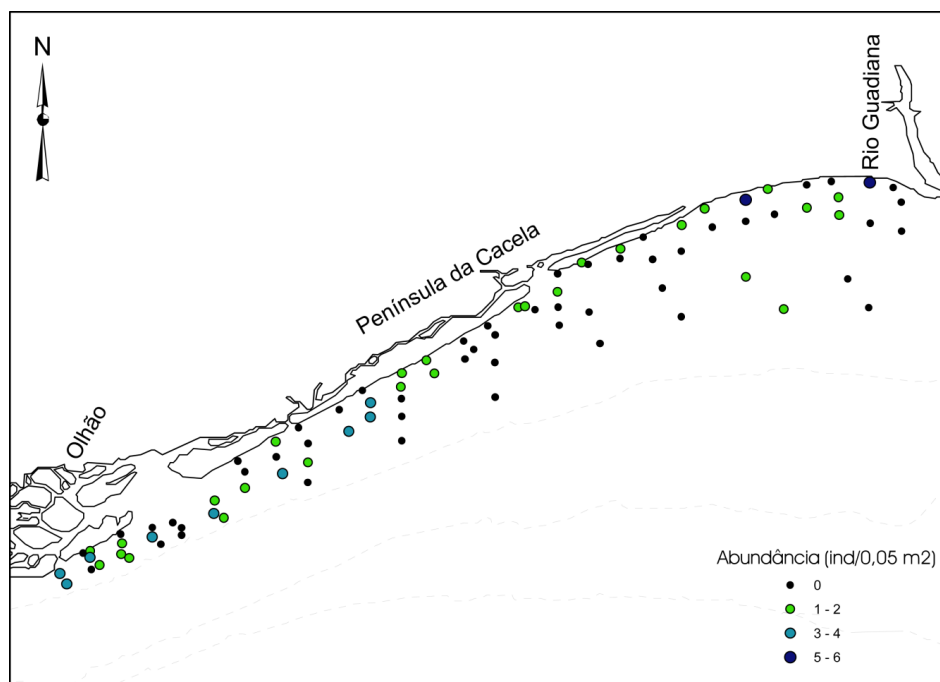 N
Rio Guadiana
Península da Cacela
Olhão
Abundância (ind/0,05 m2)
0
1 - 2
3 - 4
5 - 6